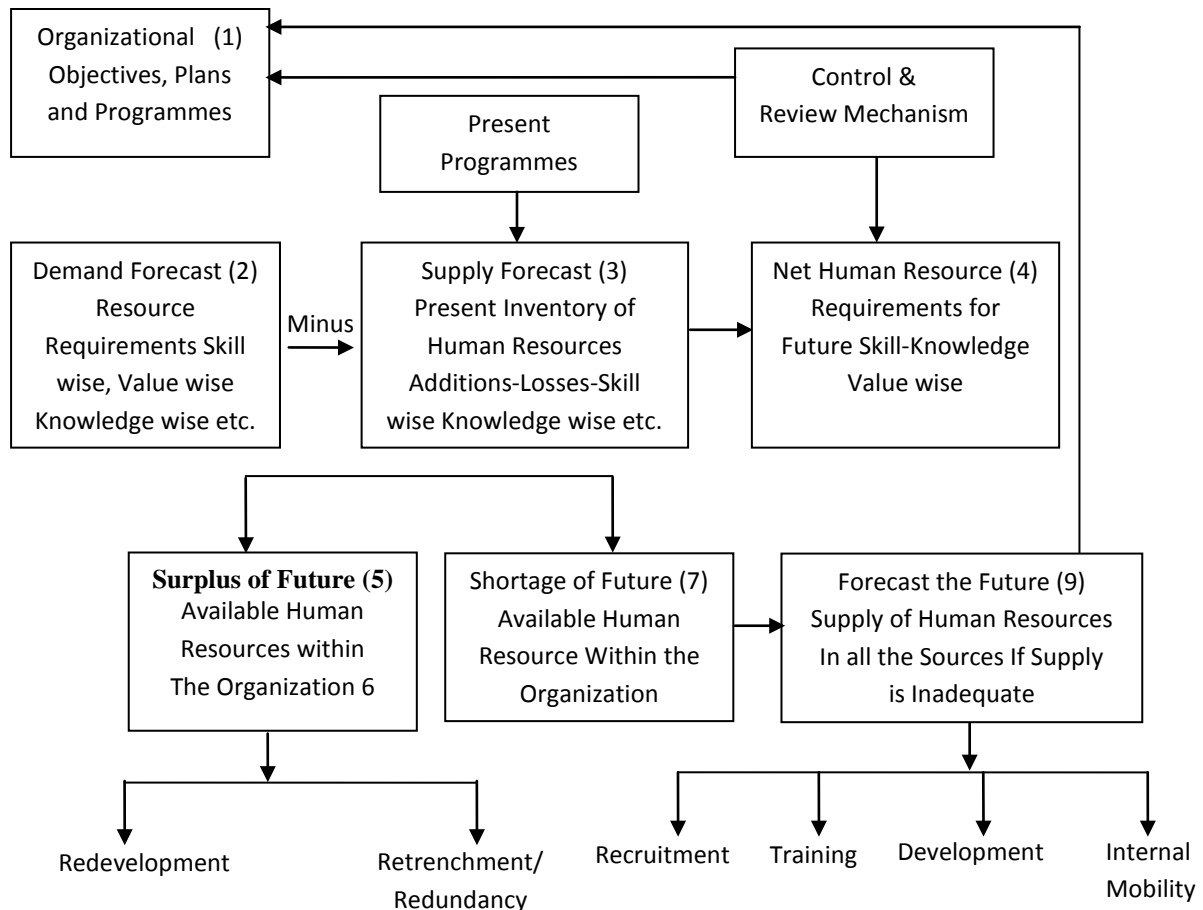 Organizational (1)
Objectives, Plans
and Programmes
Control &
Review Mechanism
Present
Programmes
Demand Forecast (2)
Resource
Requirements Skill
wise, Value wise
Knowledge wise etc.
Minus
Supply Forecast (3)
Present Inventory of
Human Resources
Additions-Losses-Skill
wise Knowledge wise etc.
Net Human Resource (4)
Requirements for
Future Skill-Knowledge
Value wise
Surplus of Future (5)
Available Human
Resources within
The Organization 6
Shortage of Future (7)
Available Human
Resource Within the
Organization
Forecast the Future (9)
Supply of Human Resources
In all the Sources If Supply
is Inadequate
Redevelopment
Retrenchment/
Redundancy
Recruitment
Training
Development
Internal
Mobility